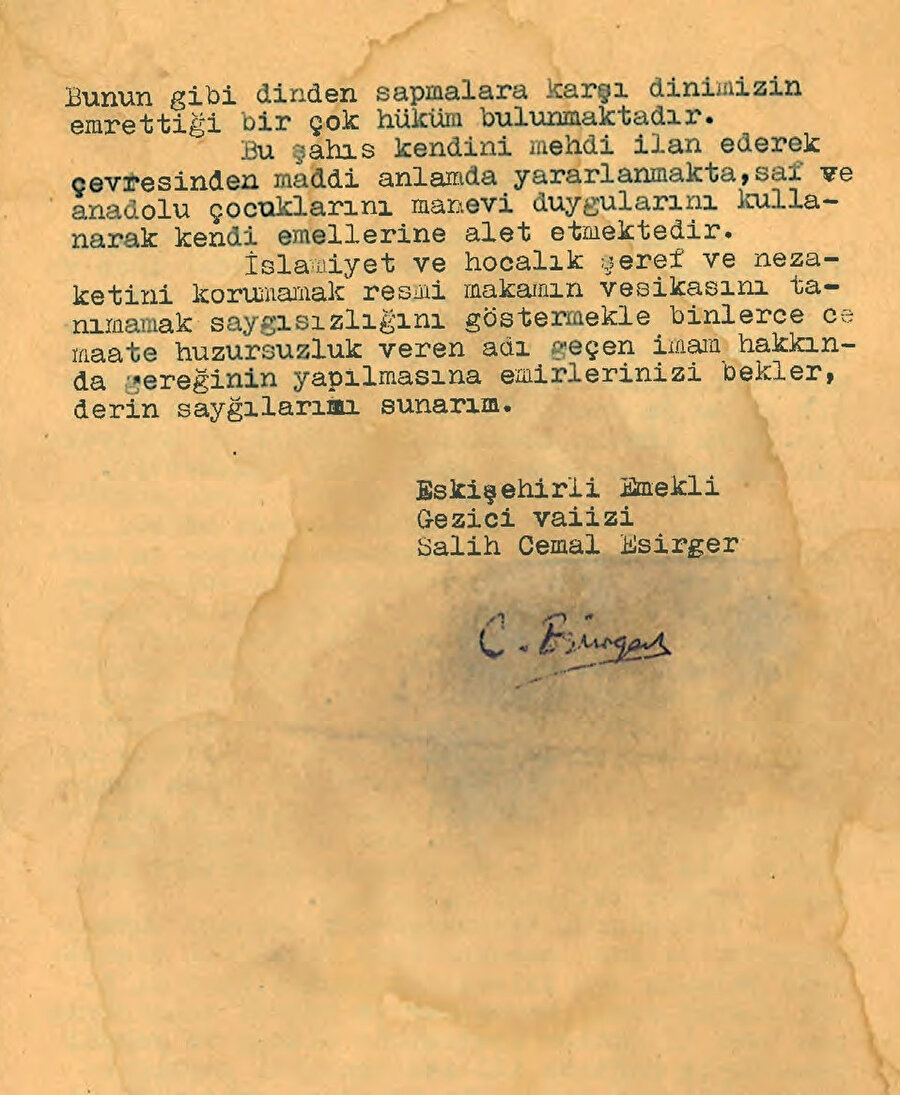 Bunun gibi dinden sapmalara karşı dinimizin
emrettiği bir çok hüküm bulunmaktadır.
Bu şahıs kendini mehdi ilan ederek
çevresinden maddi anlamda yararlanmakta,saf ve
anadolu çocuklarını manevi duygularını kulla-
narak kendi emellerine alet etmektedir.
İslamiyet ve hocalık şeref ve neza-
ketini korumamak resmi makamın vesikasını ta-
nımamak saygısızlığını göstermekle binlerce ce
maate huzursuzluk veren adı geçen imam hakkın-
da gereğinin yapılmasına emirlerinizi bekler,
derin sayğılarımı sunarım.
Eskişehirli Emekli
Gezici vaiizi
Salih Cemal Esirger
C.